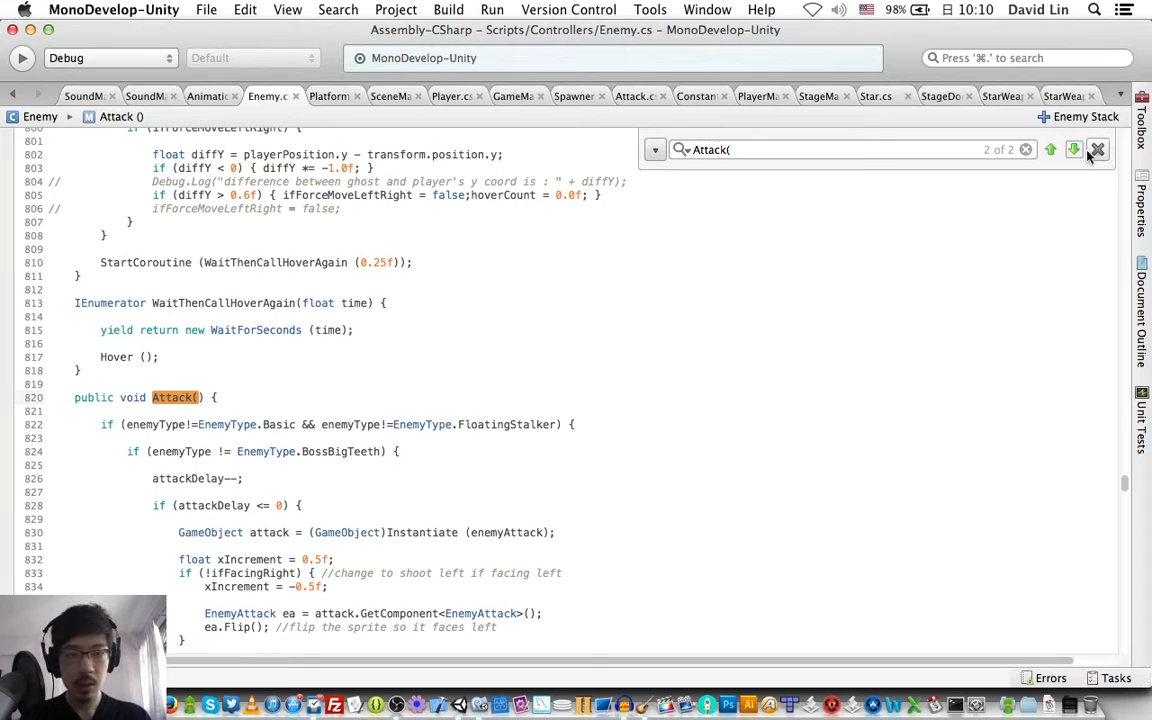 MonoDevelop-Unity File Edit View Search Project Build Run Version Control Tools Window Help 98% 10:10 David Lin
Assembly-CSharp - Scripts/Controllers/Enemy.cs - MonoDevelop-Unity
Debug Default MonoDevelop-Unity Press '⌘.' to search
SoundM SoundM Animatic Enemy.c Platform SceneMa Player.cs GameMa Spawner Attack.c Constan PlayerMa StageMa Star.cs StageDo StarWeap StarWeap
Enemy Attack () Enemy Stack
Attack( 2 of 2
801
802 float diffY = playerPosition.y - transform.position.y;
803 if (diffY < 0) { diffY *= -1.0f; }
804 // Debug.Log("difference between ghost and player's y coord is : " + diffY);
805 if (diffY > 0.6f) { ifForceMoveLeftRight = false;hoverCount = 0.0f; }
806 // ifForceMoveLeftRight = false;
807 }
808 }
809
810 StartCoroutine (WaitThenCallHoverAgain (0.25f));
811 }
812
813 IEnumerator WaitThenCallHoverAgain(float time) {
814
815 yield return new WaitForSeconds (time);
816
817 Hover ();
818 }
819
820 public void Attack() {
821
822 if (enemyType!=EnemyType.Basic && enemyType!=EnemyType.FloatingStalker) {
823
824 if (enemyType != EnemyType.BossBigTeeth) {
825
826 attackDelay--;
827
828 if (attackDelay <= 0) {
829
830 GameObject attack = (GameObject)Instantiate (enemyAttack);
831
832 float xIncrement = 0.5f;
833 if (!ifFacingRight) { //change to shoot left if facing left
834 xIncrement = -0.5f;
EnemyAttack ea = attack.GetComponent<EnemyAttack>();
ea.Flip(); //flip the sprite so it faces left
}
Toolbox
Properties
Document Outline
Unit Tests
Errors Tasks